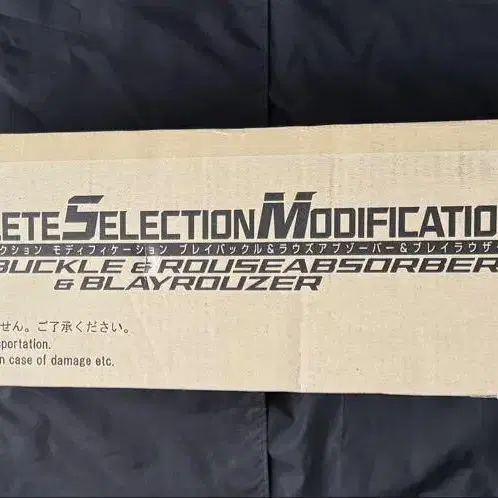 LETESELECTIONMODIFICATIO
クション モディフィケーション ブレイバックル&ラウズアブゾーバー&ブレイラウザ
BUCKLE & ROUSEABSORBER
& BLAYROUZER
せん。ご了承ください。
sportation.
n case of damage etc.